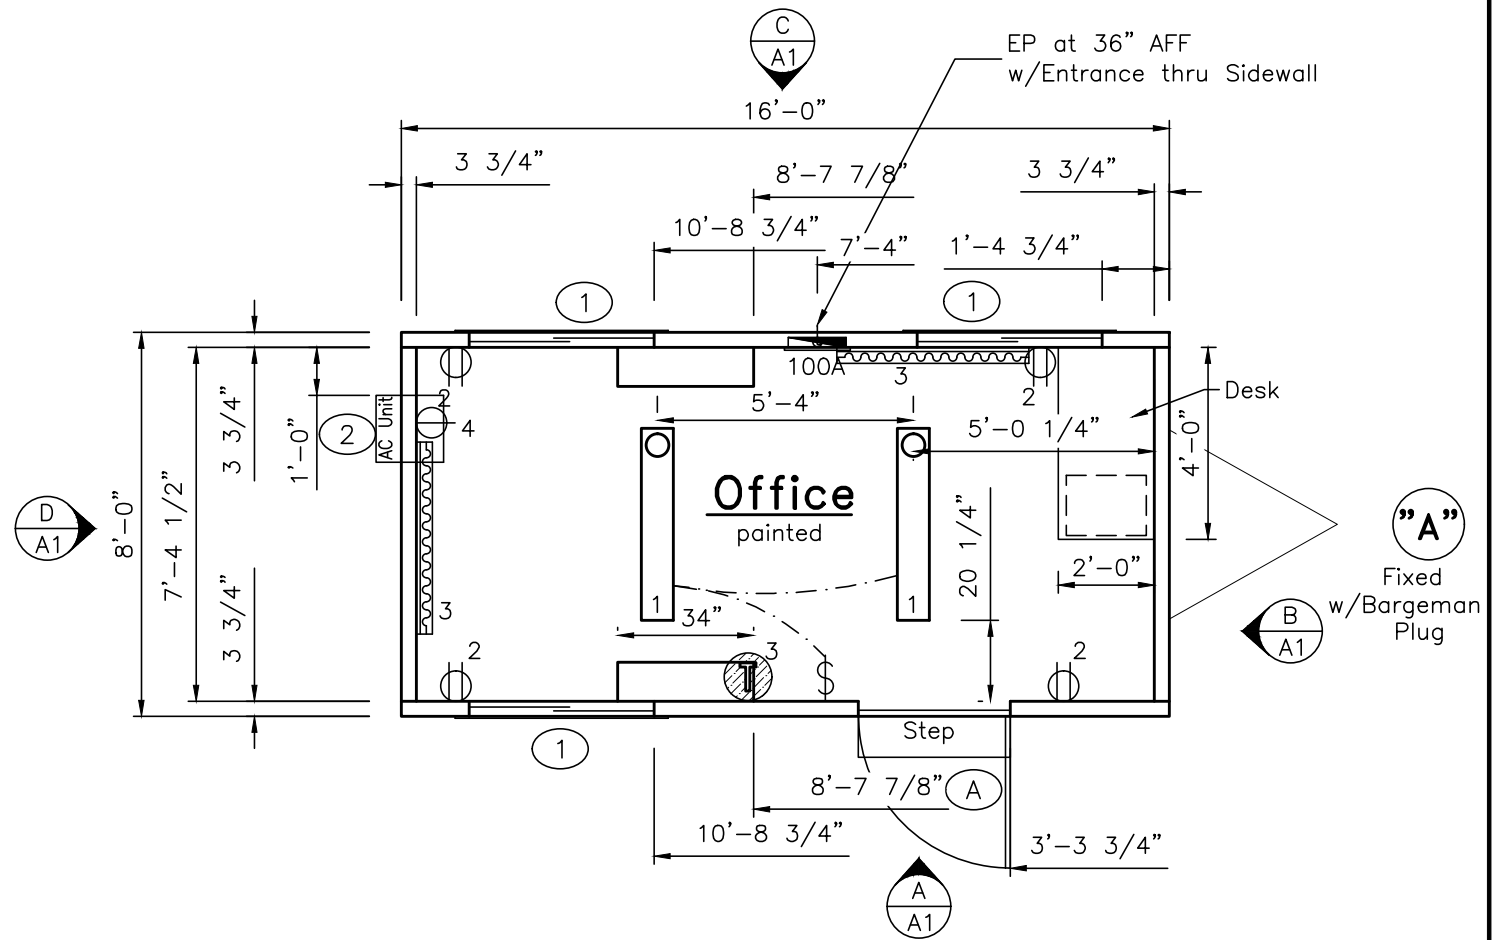 C
A1
EP at 36” AFF
w/Entrance thru Sidewall
16’-0”
3 3/4”
8’-7 7/8”
3 3/4”
10’-8 3/4”
7’-4”
1’-4 3/4”
1
1
100A
3
2
2
AC Unit
2
4
1’-0”
5’-4”
Desk
5’-0 1/4”
4’-0”
3 3/4”
7’-4 1/2”
8’-0”
3 3/4”
D
A1
Office
painted
20 1/4”
”A”
Fixed
w/Bargeman
Plug
2’-0”
B
A1
3
1
1
34”
2
3
S
2
Step
1
8’-7 7/8”
A
10’-8 3/4”
3’-3 3/4”
A
A1